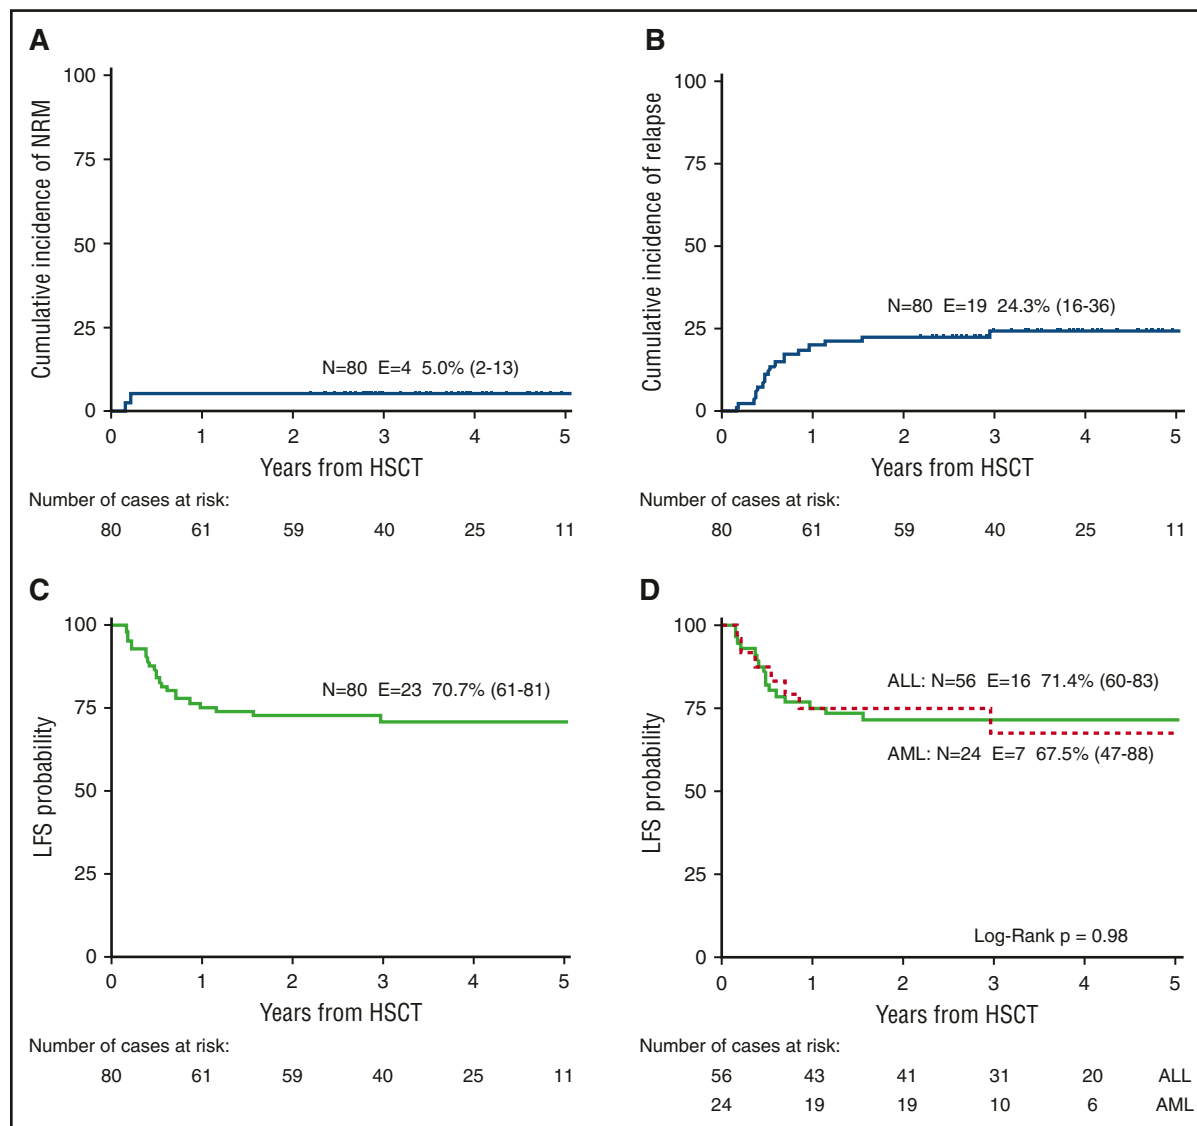 A
Cumulative incidence of NRM
100
75
50
25
0
N=80 E=4 5.0% (2-13)
0 1 2 3 4 5
Years from HSCT
Number of cases at risk:
80 61 59 40 25 11
B
Cumulative incidence of relapse
100
75
50
25
0
N=80 E=19 24.3% (16-36)
0 1 2 3 4 5
Years from HSCT
Number of cases at risk:
80 61 59 40 25 11
C
LFS probability
100
75
50
25
0
N=80 E=23 70.7% (61-81)
0 1 2 3 4 5
Years from HSCT
Number of cases at risk:
80 61 59 40 25 11
D
LFS probability
100
75
50
25
0
ALL: N=56 E=16 71.4% (60-83)
AML: N=24 E=7 67.5% (47-88)
Log-Rank p = 0.98
0 1 2 3 4 5
Years from HSCT
Number of cases at risk:
56 43 41 31 20 ALL
24 19 19 10 6 AML